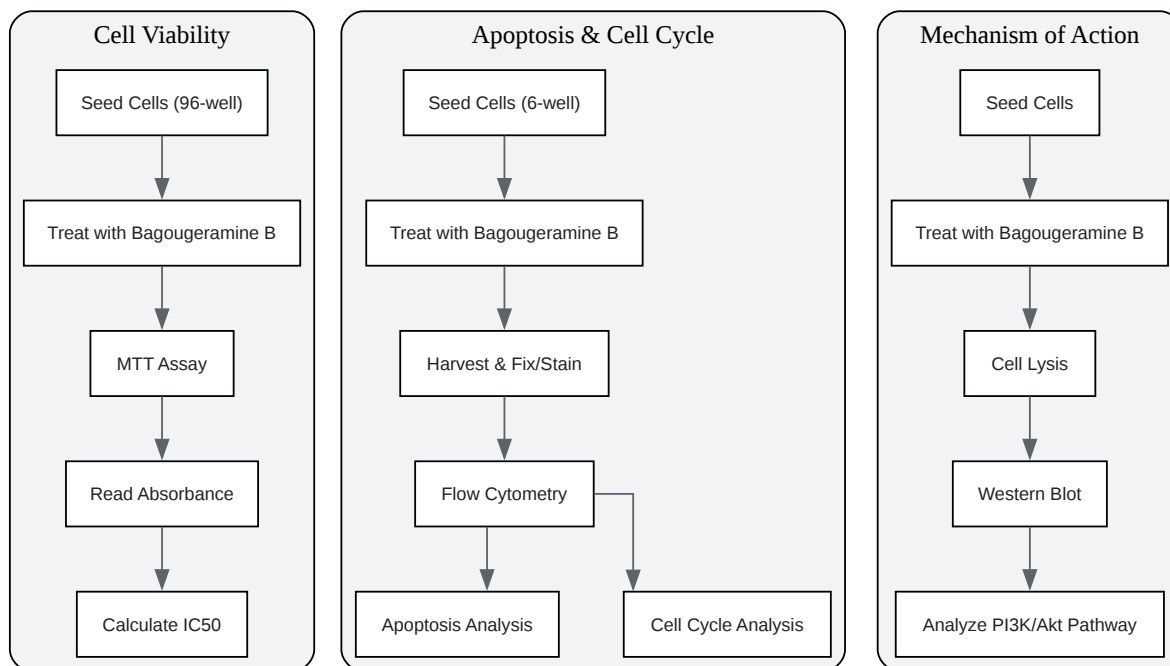 Cell Viability
Seed Cells (96-well)
Treat with Bagougeramine B
MTT Assay
Read Absorbance
Calculate IC50
Apoptosis & Cell Cycle
Seed Cells (6-well)
Treat with Bagougeramine B
Harvest & Fix/Stain
Flow Cytometry
Apoptosis Analysis
Cell Cycle Analysis
Mechanism of Action
Seed Cells
Treat with Bagougeramine B
Cell Lysis
Western Blot
Analyze PI3K/Akt Pathway